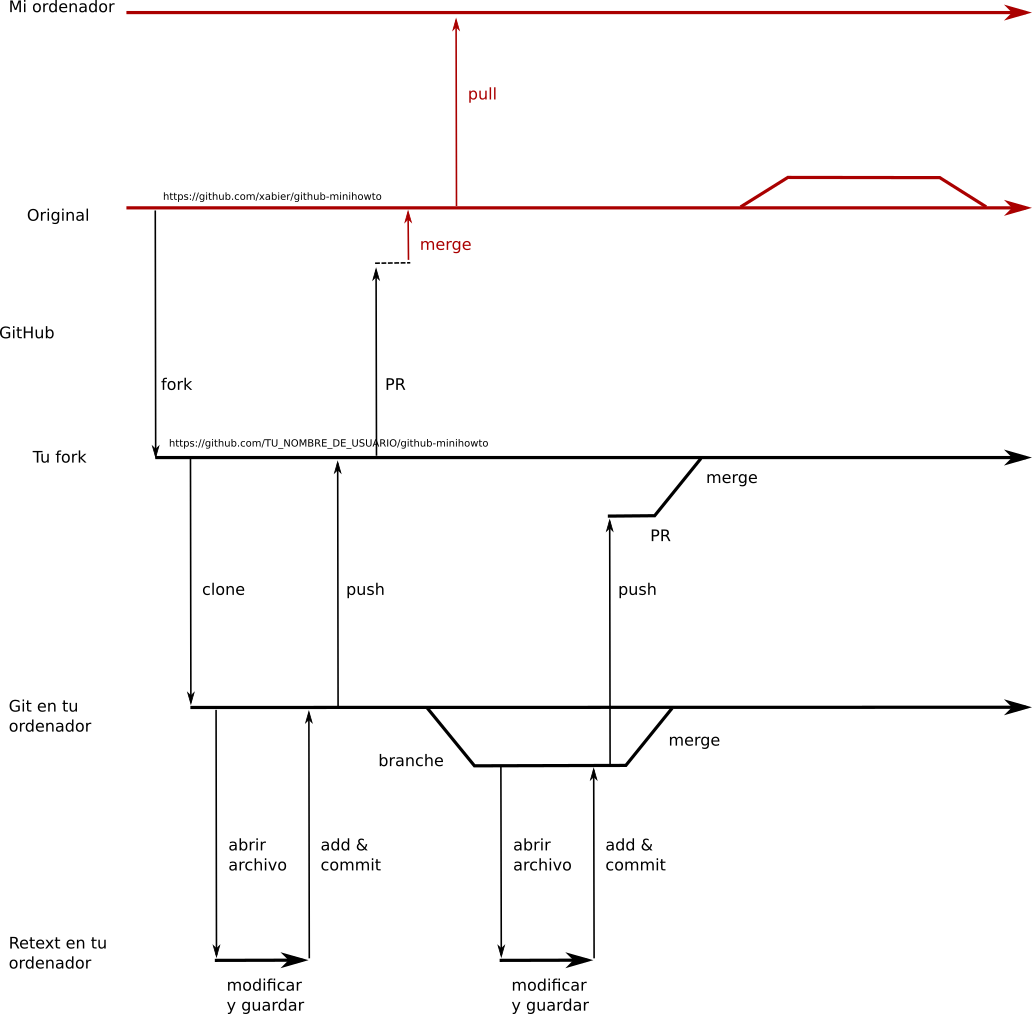 Mi ordenador
pull
https://github.com/xabier/github-minihowto
Original
merge
GitHub
fork
PR
https://github.com/TU_NOMBRE_DE_USUARIO/github-minihowto
Tu fork
merge
PR
clone
push
push
Git en tu
ordenador
merge
branche
abrir
archivo
add &
commit
abrir
archivo
add &
commit
Retext en tu
ordenador
modificar
y guardar
modificar
y guardar